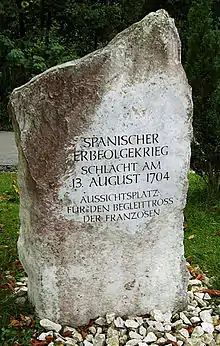 SPANISCHER
ERBFOLGEKRIEG
SCHLACHT AM
13. AUGUST 1704
AUSSICHTSPLATZ
FÜR DEN BEGLEITTROSS
DER FRANZOSEN